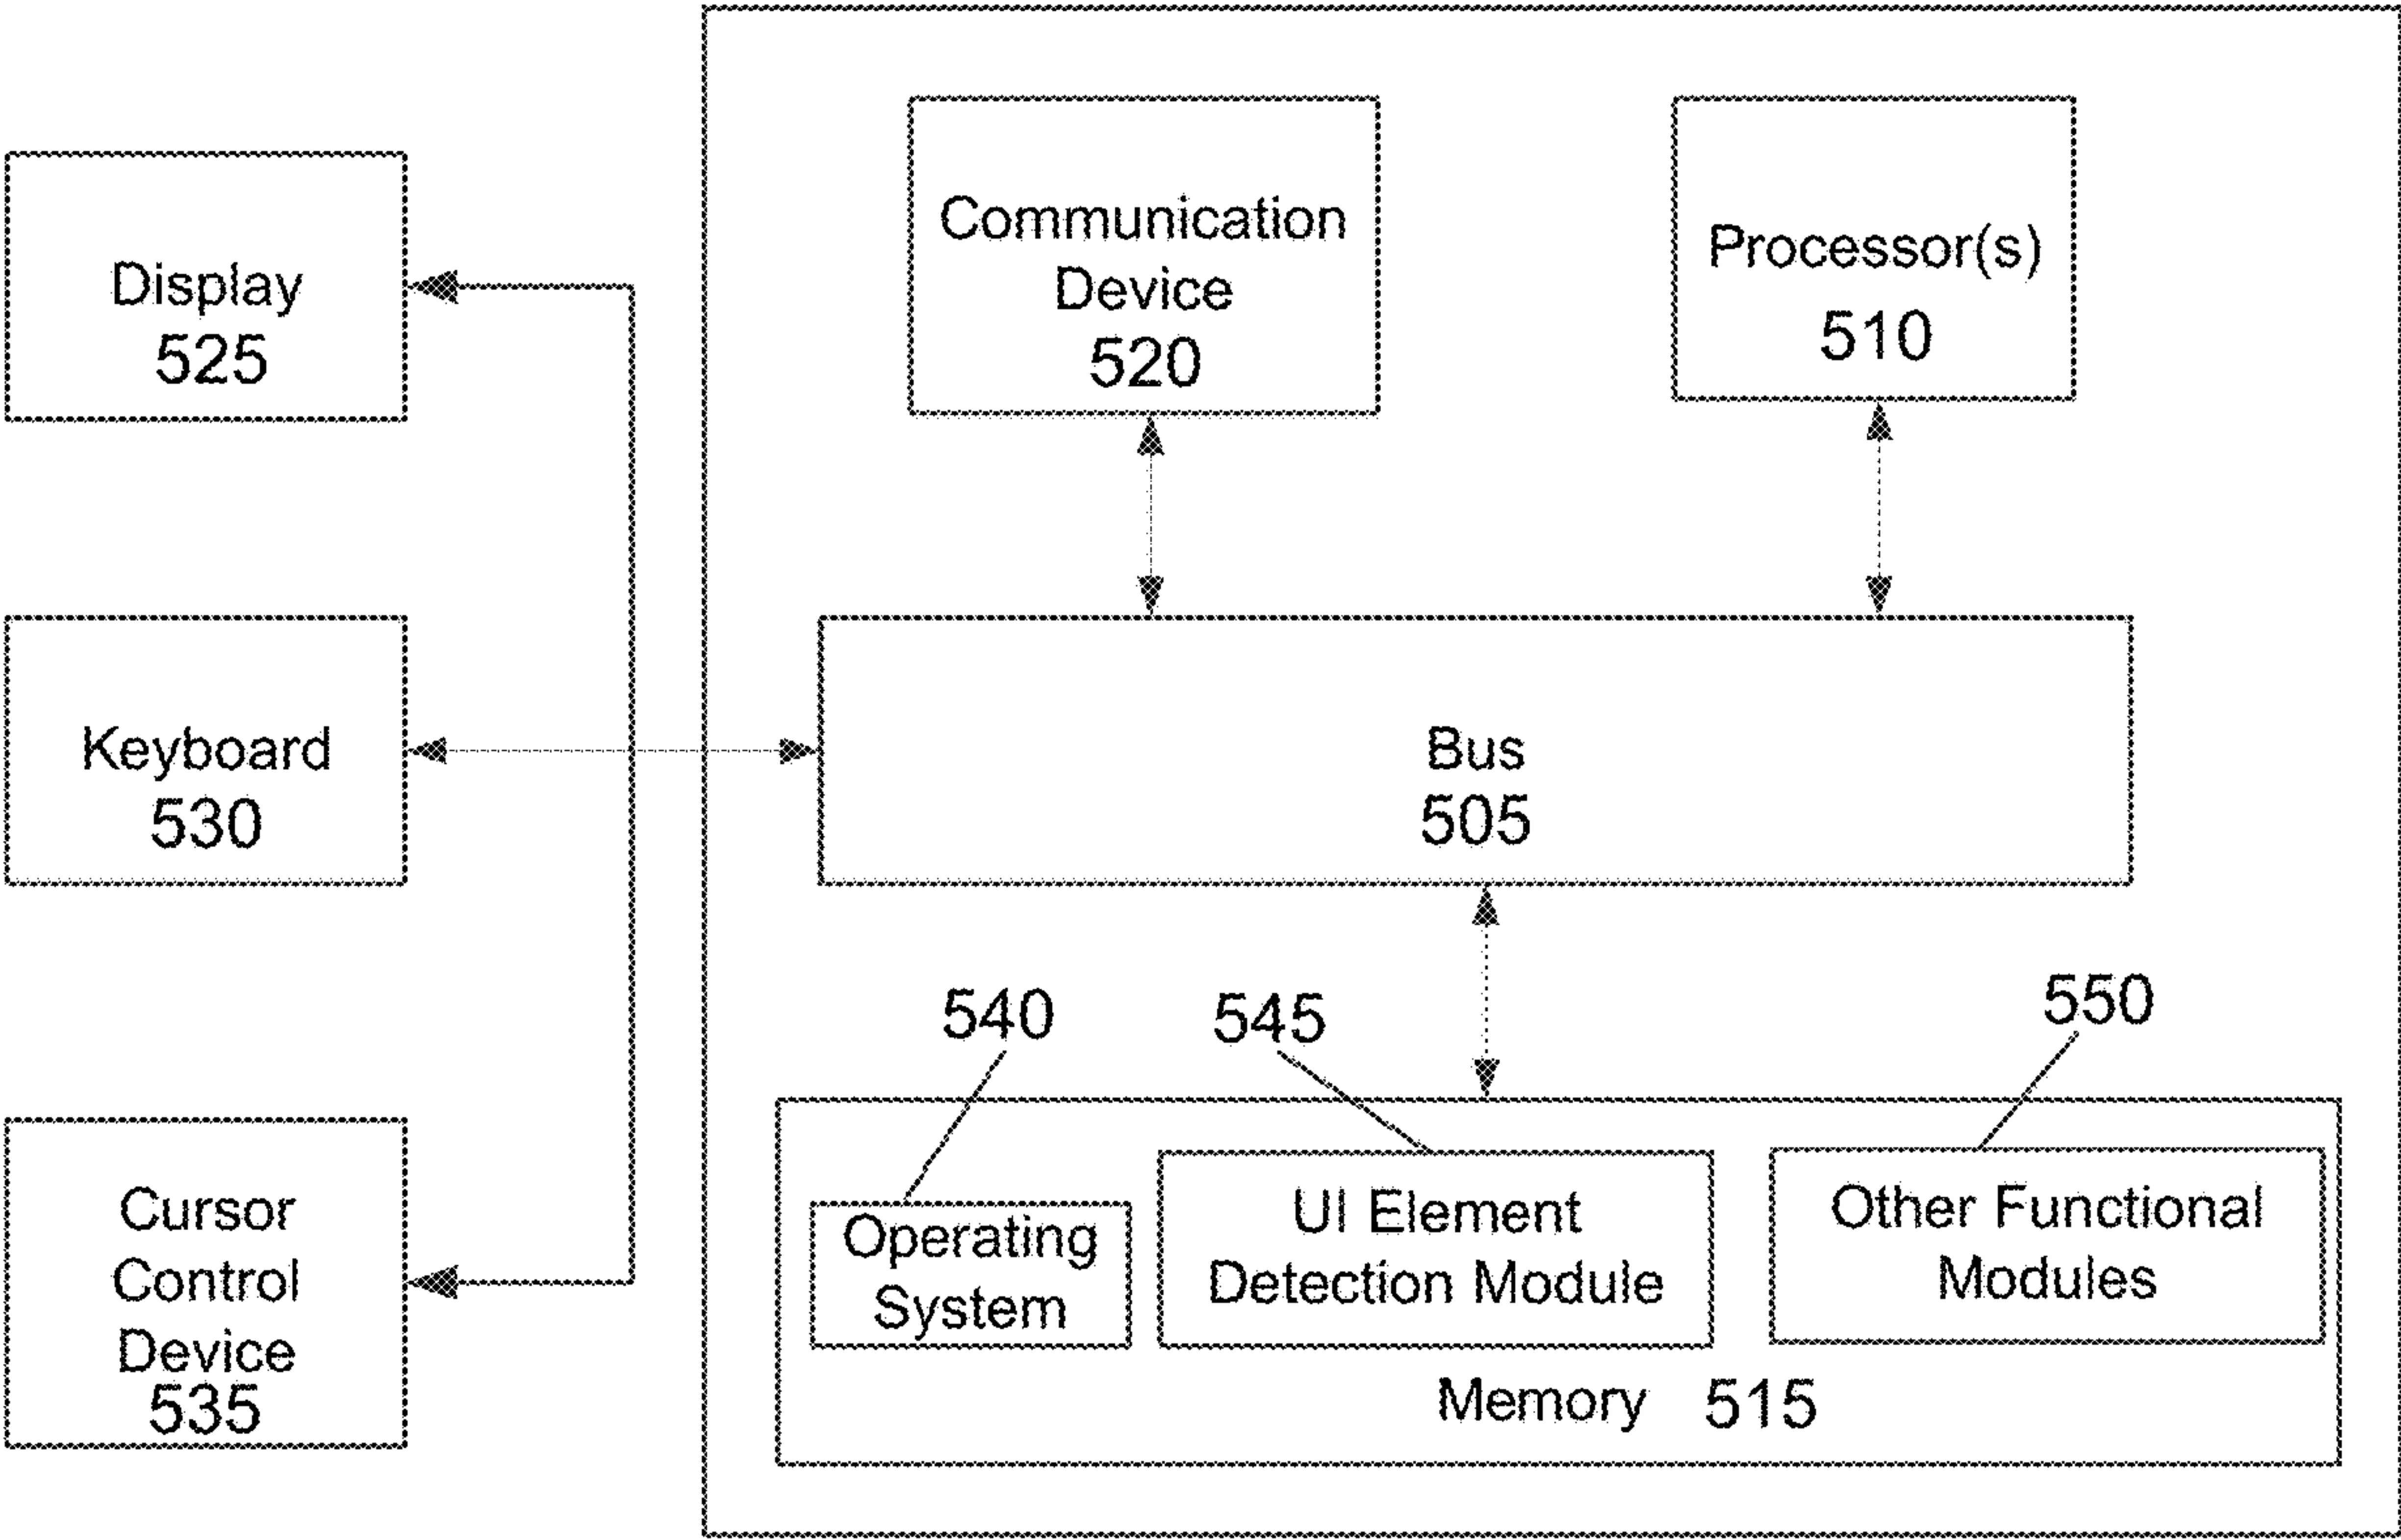 Display
525
Communication
Device
520
Processor(s)
510
Keyboard
530
Bus
505
Cursor
Control
Device
535
540
545
550
Operating
System
UI Element
Detection Module
Other Functional
Modules
Memory 515